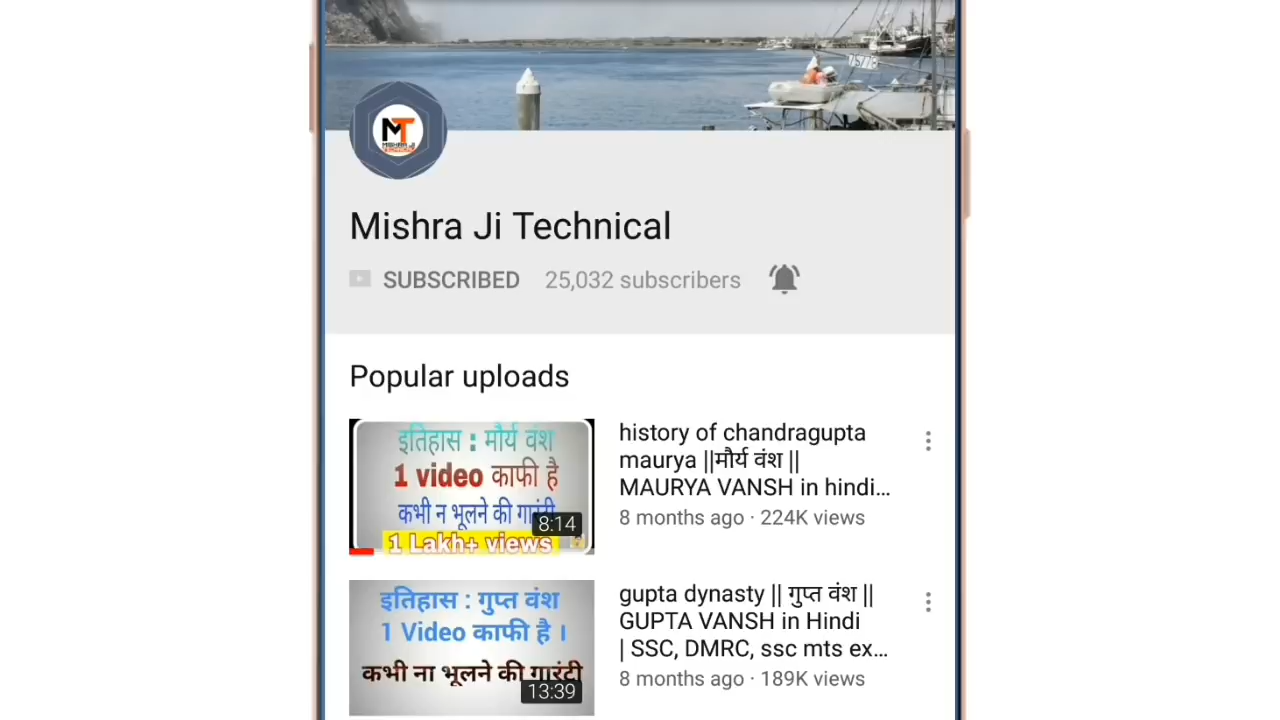 MT
MISHRA JI
Mishra Ji Technical
SUBSCRIBED 25,032 subscribers
Popular uploads
इतिहास : मौर्य वंश
1 video काफी है
कभी न भूलने की गारंटी
8:14
1 Lakh+ views
history of chandragupta
maurya ||मौर्य वंश ||
MAURYA VANSH in hindi...
8 months ago · 224K views
इतिहास : गुप्त वंश
1 Video काफी है ।
कभी ना भूलने की गारंटी
13:39
gupta dynasty || गुप्त वंश ||
GUPTA VANSH in Hindi
| SSC, DMRC, ssc mts ex...
8 months ago · 189K views